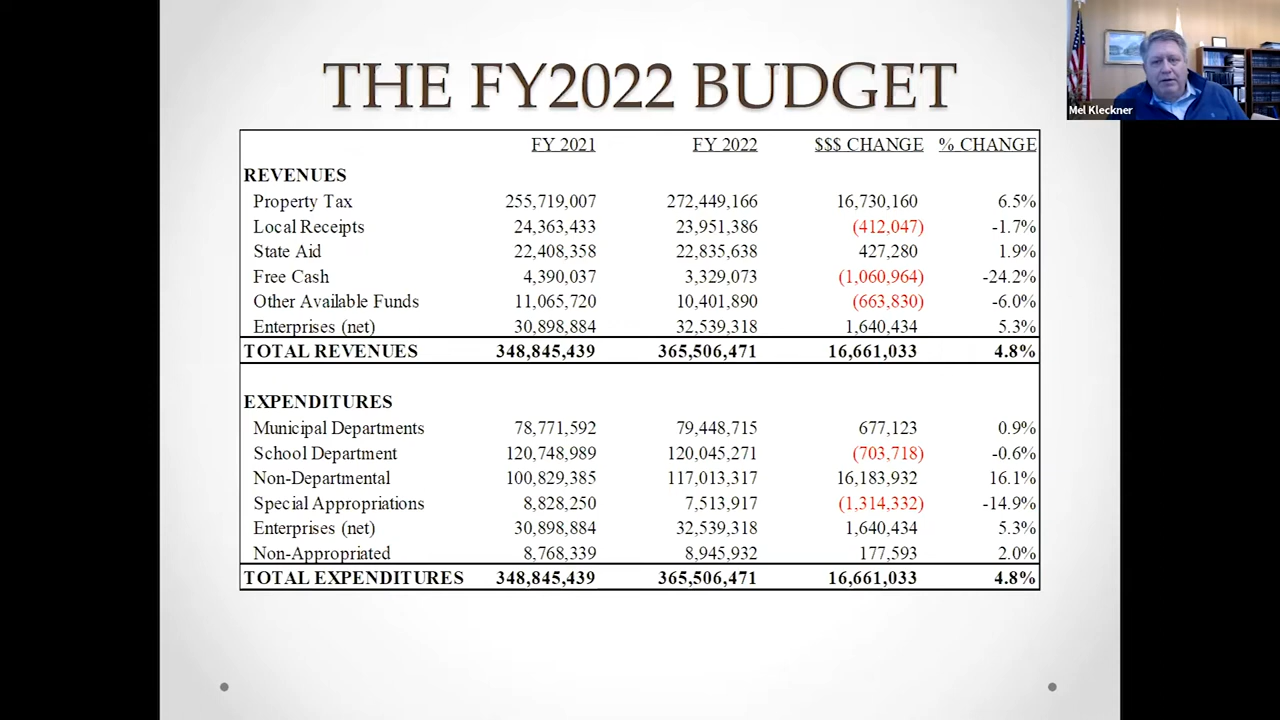 THE FY2022 BUDGET
Mel Kleckner
FY 2021 FY 2022 $$$ CHANGE % CHANGE
REVENUES
Property Tax 255,719,007 272,449,166 16,730,160 6.5%
Local Receipts 24,363,433 23,951,386 (412,047) -1.7%
State Aid 22,408,358 22,835,638 427,280 1.9%
Free Cash 4,390,037 3,329,073 (1,060,964) -24.2%
Other Available Funds 11,065,720 10,401,890 (663,830) -6.0%
Enterprises (net) 30,898,884 32,539,318 1,640,434 5.3%
TOTAL REVENUES 348,845,439 365,506,471 16,661,033 4.8%
EXPENDITURES
Municipal Departments 78,771,592 79,448,715 677,123 0.9%
School Department 120,748,989 120,045,271 (703,718) -0.6%
Non-Departmental 100,829,385 117,013,317 16,183,932 16.1%
Special Appropriations 8,828,250 7,513,917 (1,314,332) -14.9%
Enterprises (net) 30,898,884 32,539,318 1,640,434 5.3%
Non-Appropriated 8,768,339 8,945,932 177,593 2.0%
TOTAL EXPENDITURES 348,845,439 365,506,471 16,661,033 4.8%